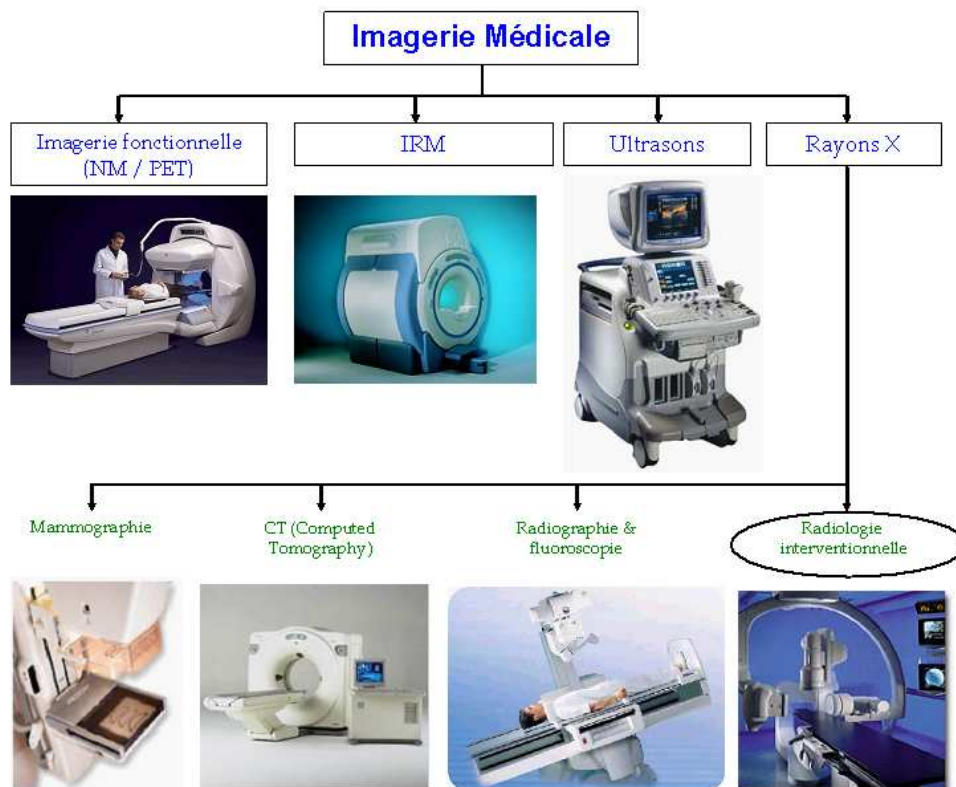 Imagerie Médicale
Imagerie fonctionnelle
(NM / PET)
IRM
Ultrasons
Rayons X
Mammographie
CT (Computed
Tomography)
Radiographie &
fluoroscopie
Radiologie
interventionnelle